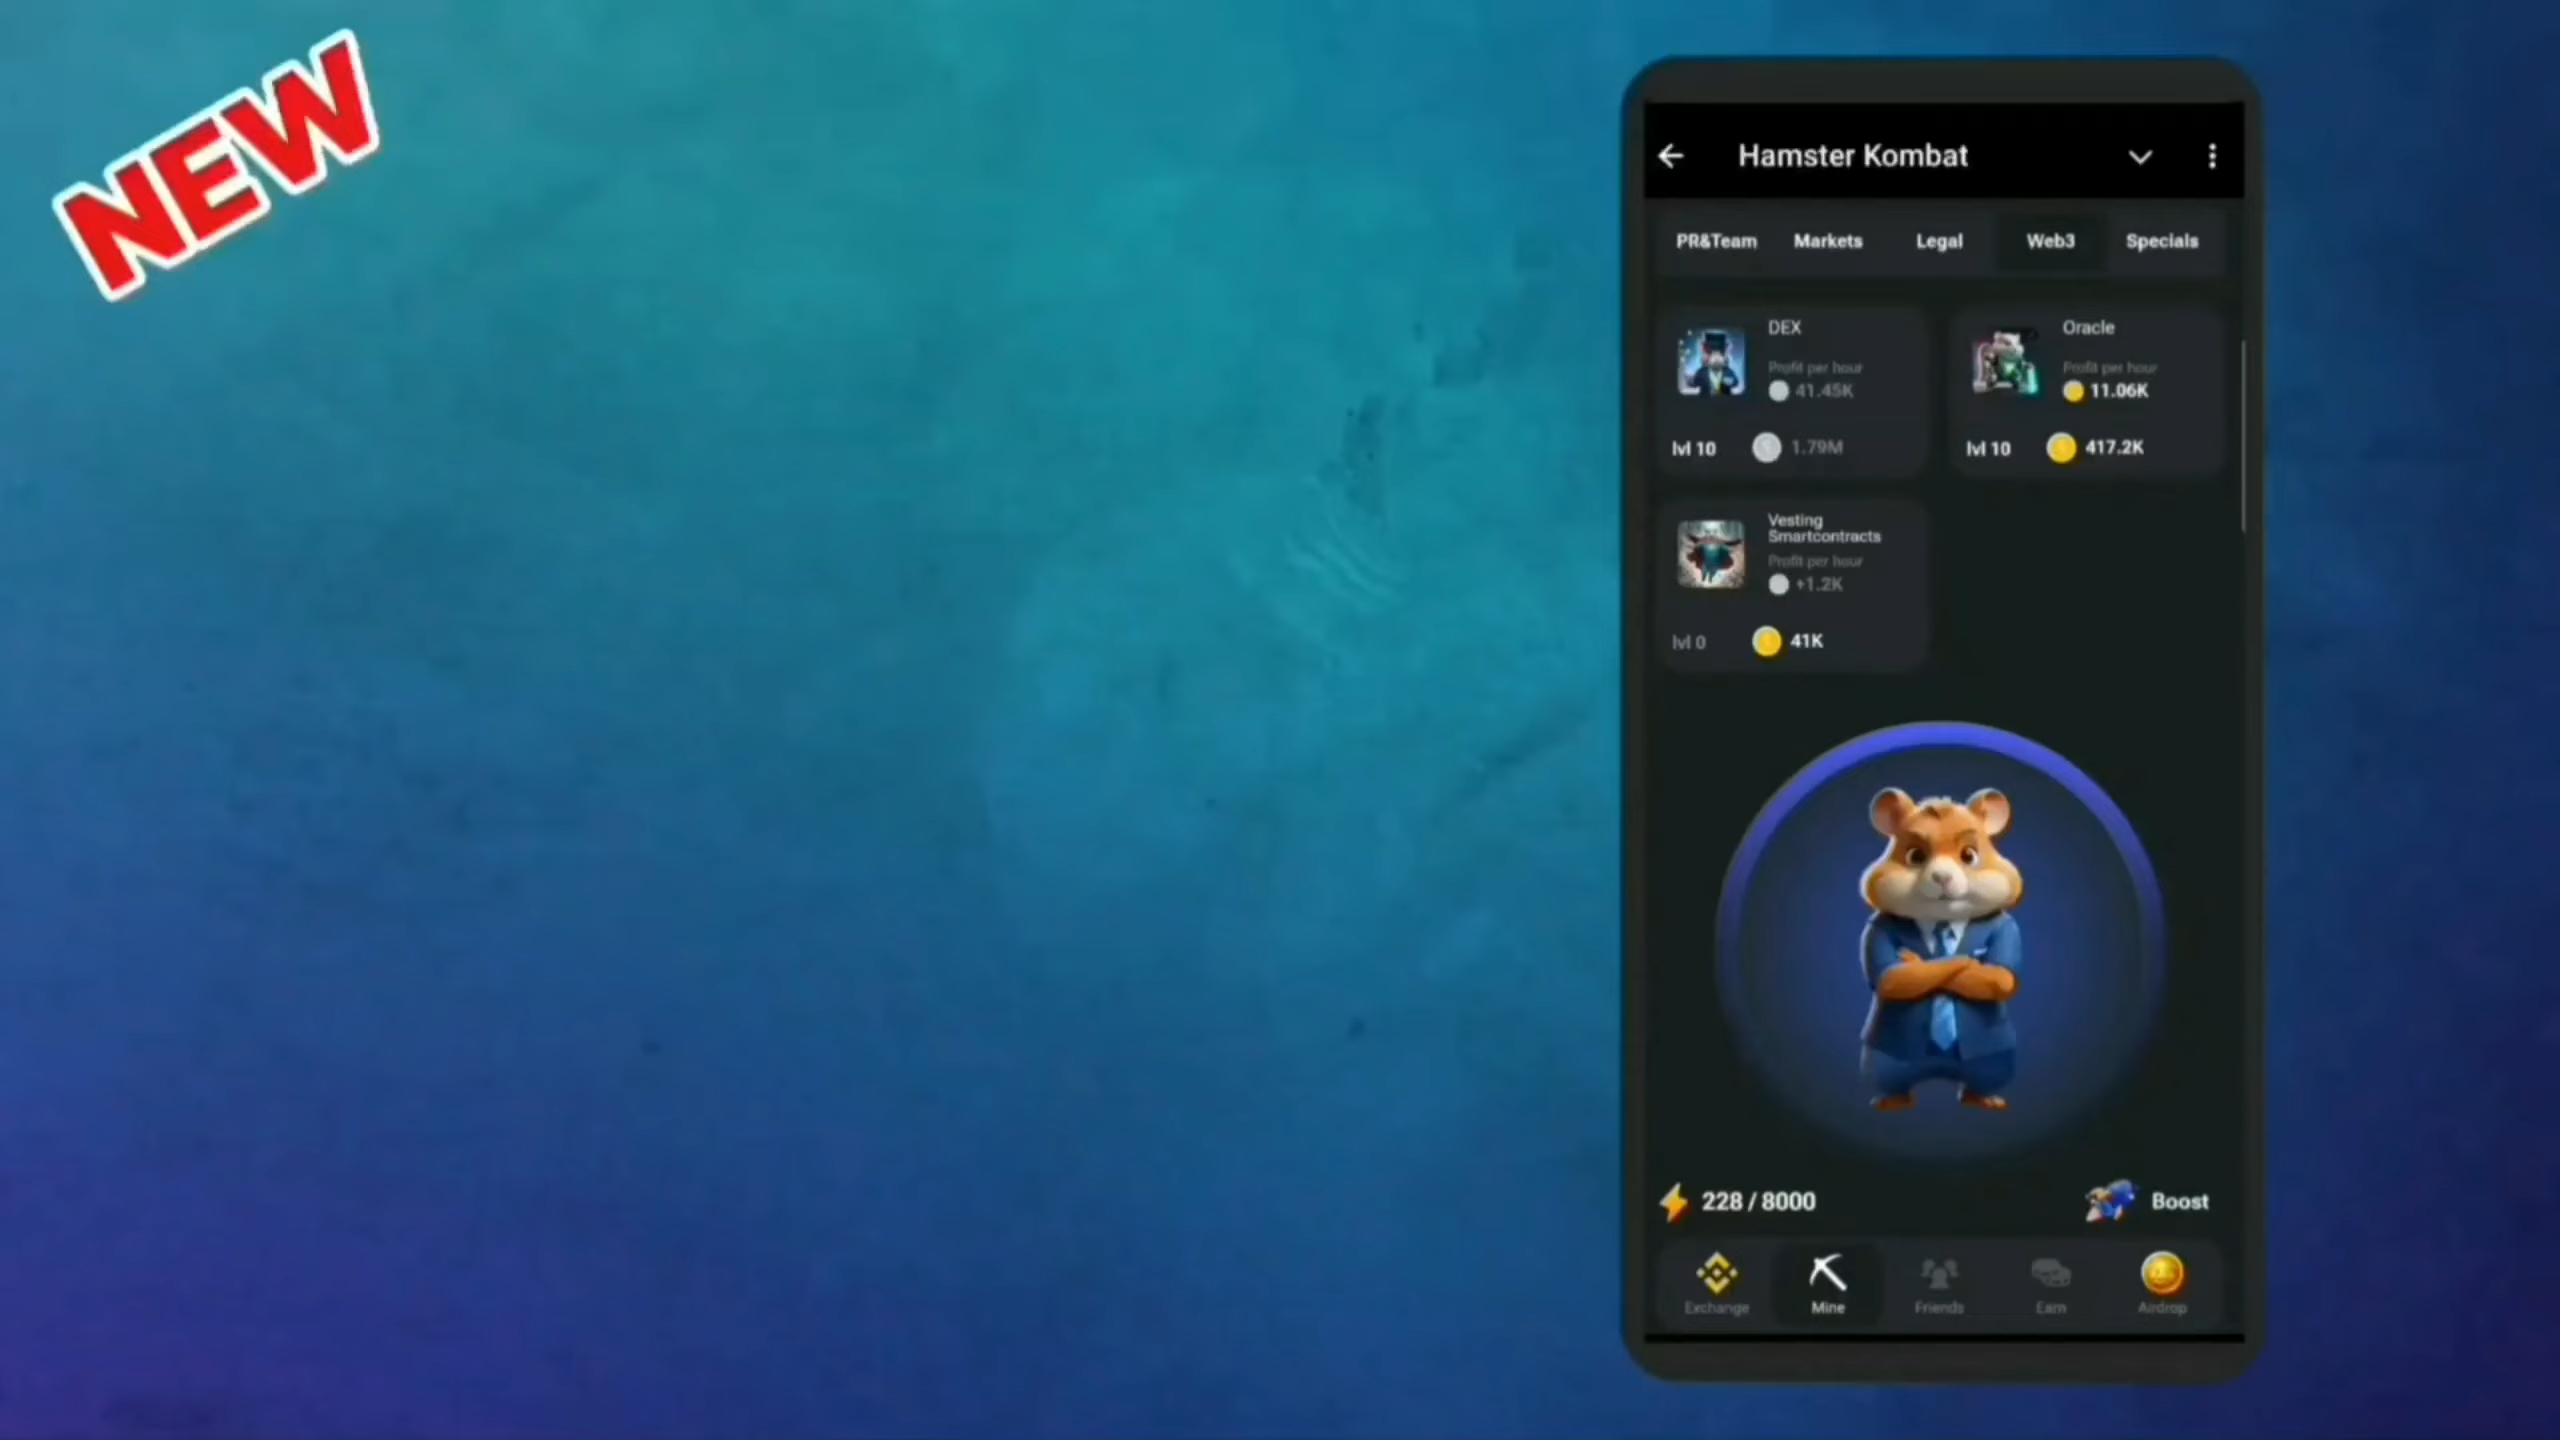 NEW
Hamster Kombat
PR&Team Markets Legal Web3 Specials
DEX
Profit per hour
41.45K
lvl 10 1.79M
Oracle
Profit per hour
11.06K
lvl 10 417.2K
Vesting
Smartcontracts
Profit per hour
+1.2K
lvl 0 41K
228 / 8000 Boost
Exchange Mine Friends Earn Airdrop